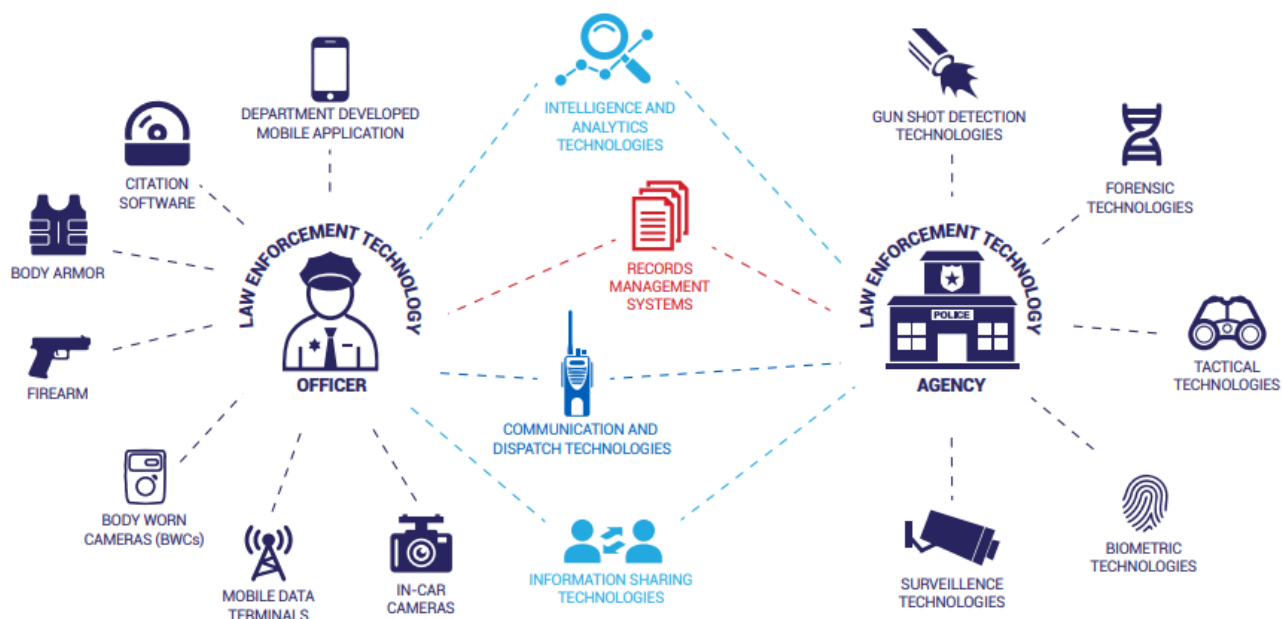 DEPARTMENT DEVELOPED
MOBILE APPLICATION
CITATION
SOFTWARE
BODY ARMOR
FIREARM
BODY WORN
CAMERAS (BWCs)
MOBILE DATA
TERMINALS
IN-CAR
CAMERAS
LAW ENFORCEMENT TECHNOLOGY
OFFICER
INTELLIGENCE AND
ANALYTICS
TECHNOLOGIES
RECORDS
MANAGEMENT
SYSTEMS
COMMUNICATION AND
DISPATCH TECHNOLOGIES
INFORMATION SHARING
TECHNOLOGIES
LAW ENFORCEMENT TECHNOLOGY
POLICE
AGENCY
GUN SHOT DETECTION
TECHNOLOGIES
FORENSIC
TECHNOLOGIES
TACTICAL
TECHNOLOGIES
BIOMETRIC
TECHNOLOGIES
SURVEILLENCE
TECHNOLOGIES